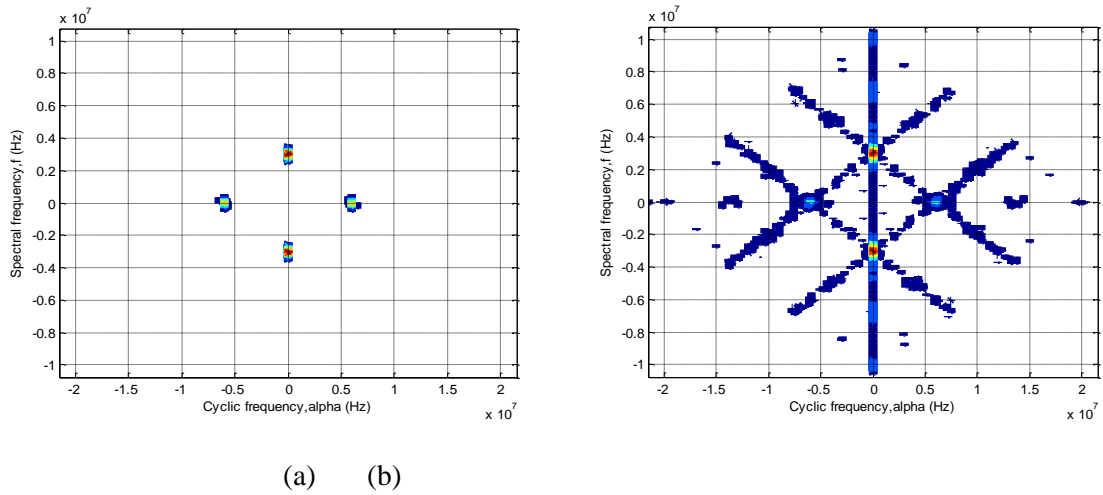 x 10^7
1
0.8
0.6
0.4
0.2
0
-0.2
-0.4
-0.6
-0.8
-1
Spectral frequency,f (Hz)
-2 -1.5 -1 -0.5 0 0.5 1 1.5 2
Cyclic frequency,alpha (Hz)
x 10^7
x 10^7
1
0.8
0.6
0.4
0.2
0
-0.2
-0.4
-0.6
-0.8
-1
Spectral frequency,f (Hz)
-2 -1.5 -1 -0.5 0 0.5 1 1.5 2
Cyclic frequency,alpha (Hz)
x 10^7
(a) (b)